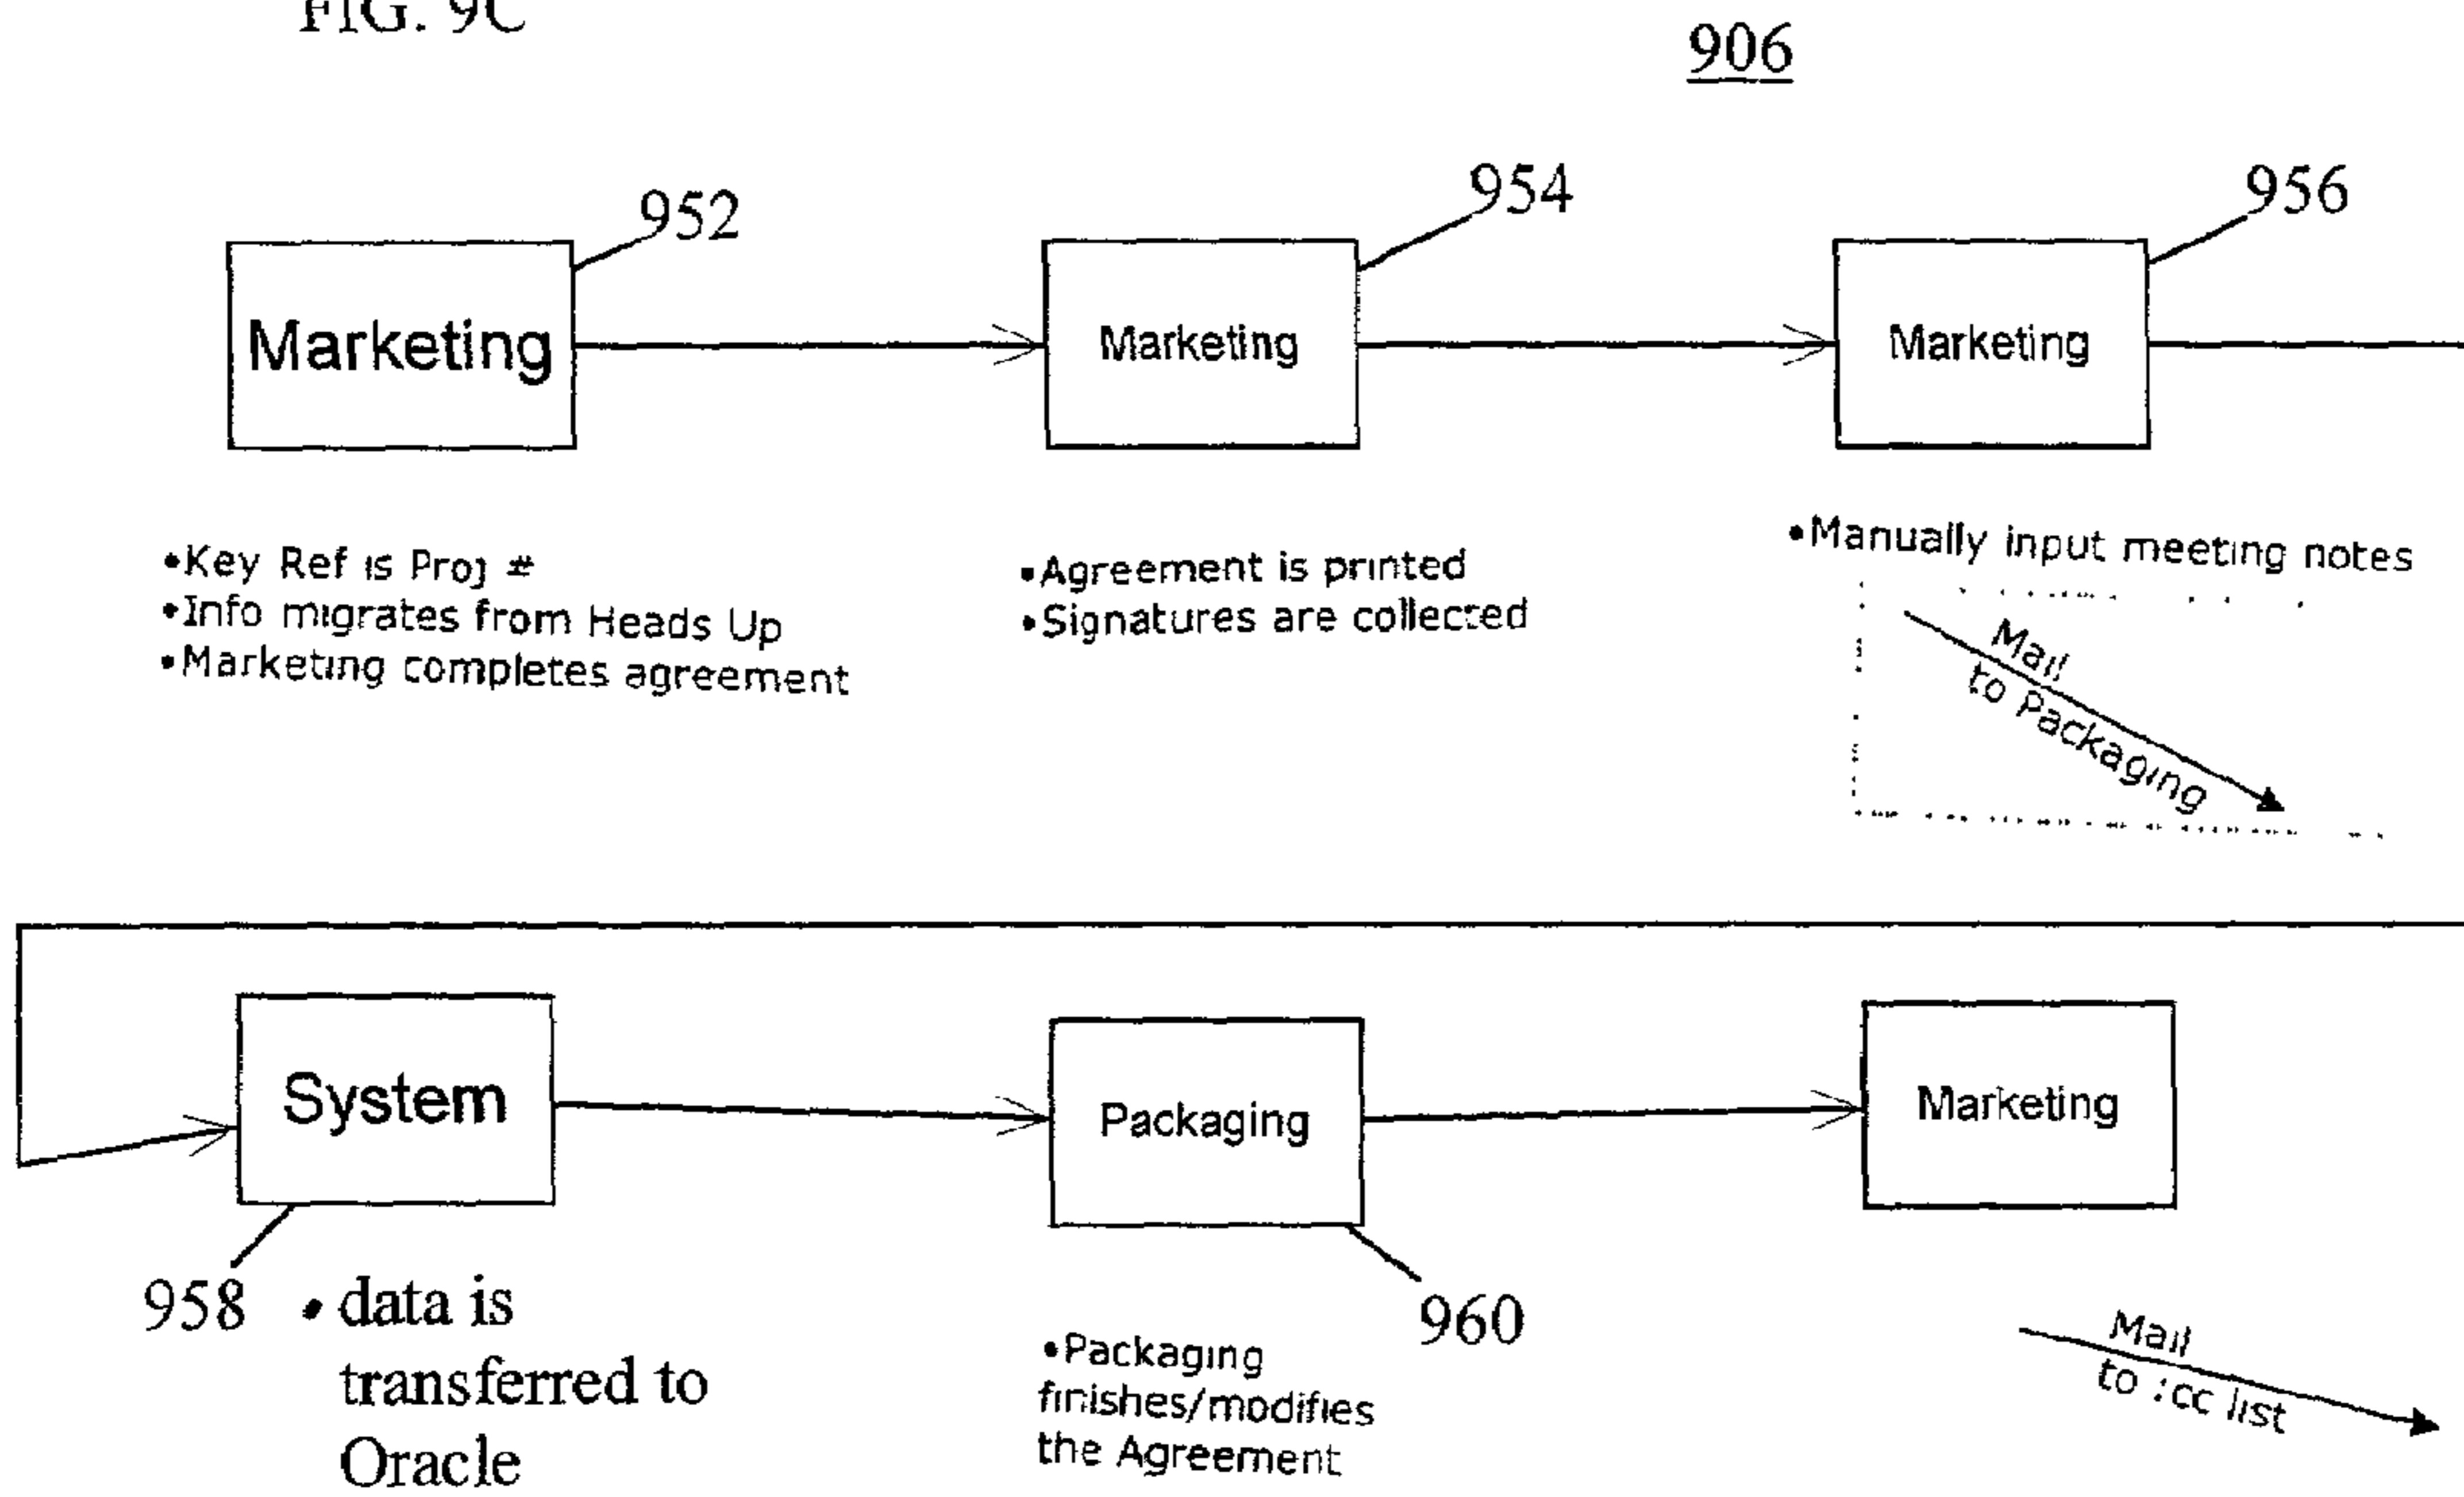 FIG. 9C
906
952
954
956
Marketing
Marketing
Marketing
•Key Ref is Proj #
•Info migrates from Heads Up
•Marketing completes agreement
•Agreement is printed
•Signatures are collected
•Manually input meeting notes
Mail
to Packaging
System
Packaging
Marketing
958
• data is
transferred to
Oracle
960
•Packaging
finishes/modifies
the Agreement
Mail
to :cc list